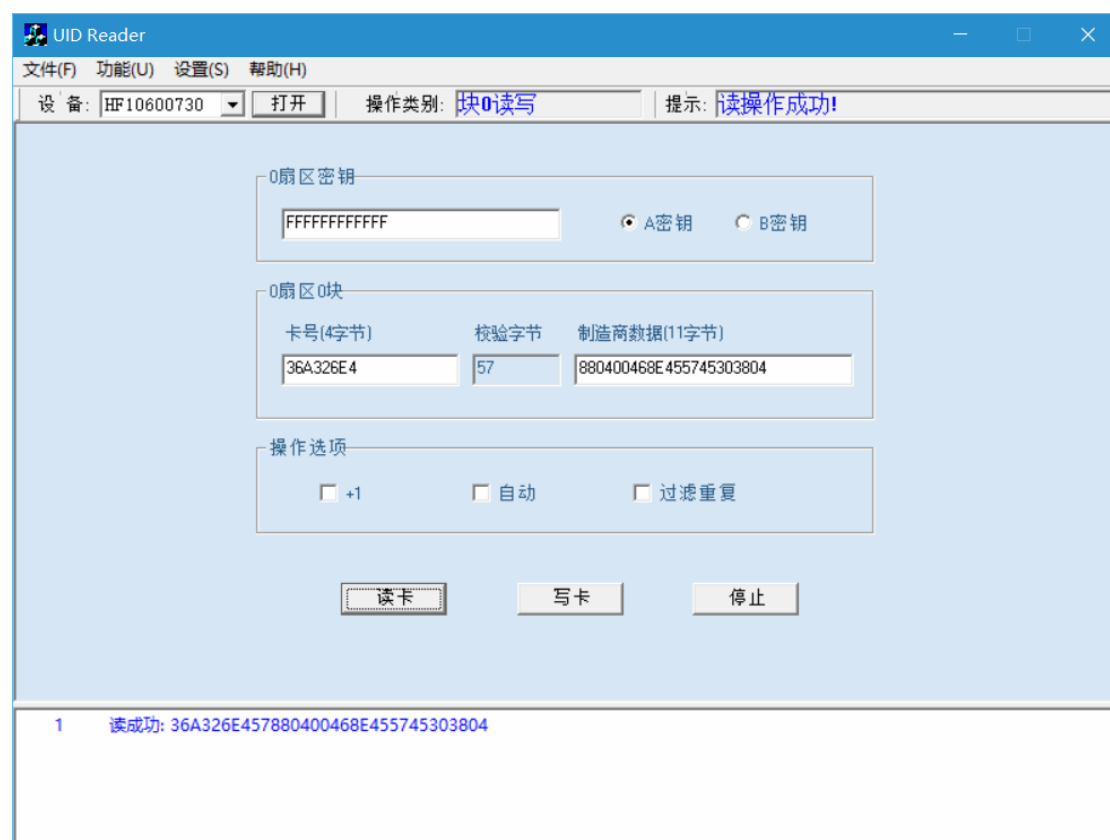 UID Reader
文件(F) 功能(U) 设置(S) 帮助(H)
设 备: HF10600730 打开 操作类别: 块0读写 提示: 读操作成功!
0扇区密钥
FFFFFFFFFFFF A密钥 B密钥
0扇区0块
卡号(4字节) 校验字节 制造商数据(11字节)
36A326E4 57 880400468E455745303804
操作选项
+1 自动 过滤重复
读卡 写卡 停止
1 读成功: 36A326E457880400468E455745303804